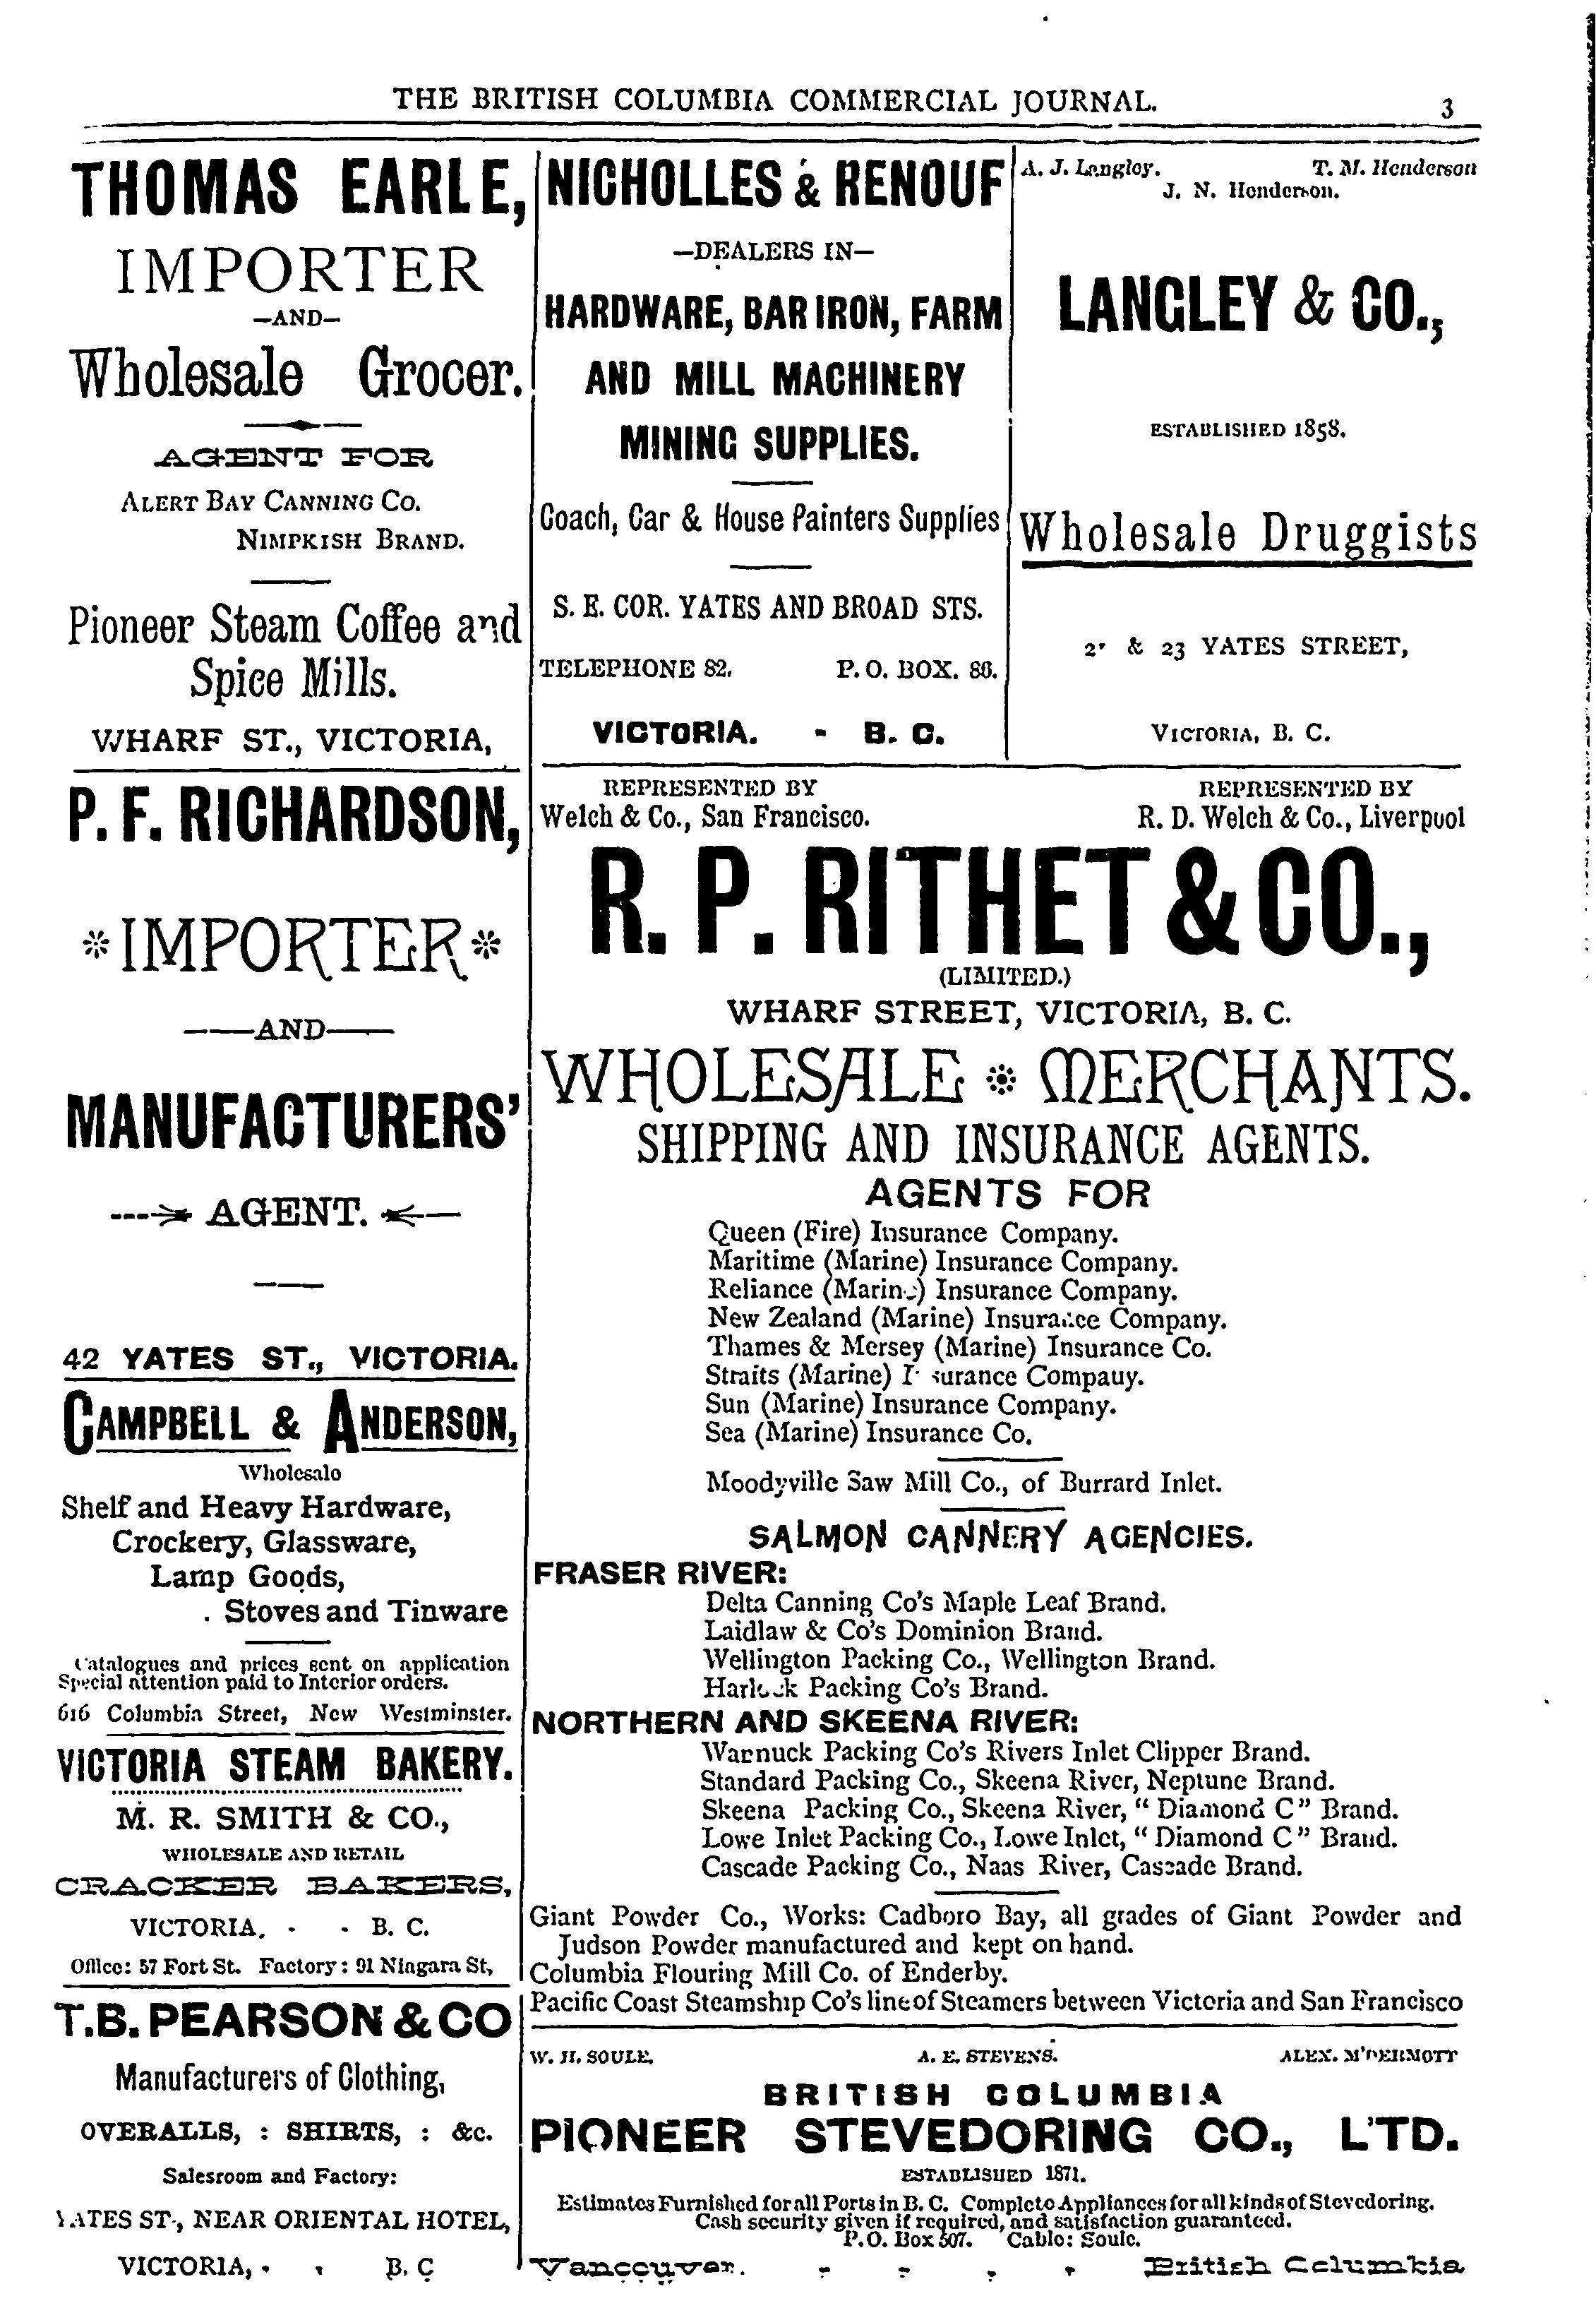 THE BRITISH COLUMBIA COMMERCIAL JOURNAL.
3
THOMAS EARLE,
IMPORTER
—AND—
Wholesale Grocer.
AGENT FOR
ALERT BAY CANNING CO.
NIMPKISH BRAND.
Pioneer Steam Coffee and
Spice Mills.
WHARF ST., VICTORIA,
P. F. RICHARDSON,
*IMPORTER*
——AND——
MANUFACTURERS'
AGENT.
42 YATES ST., VICTORIA.
CAMPBELL & ANDERSON,
Wholesale
Shelf and Heavy Hardware,
Crockery, Glassware,
Lamp Goods,
Stoves and Tinware
Catalogues and prices sent on application
Special attention paid to Interior orders.
616 Columbia Street, New Westminster.
VICTORIA STEAM BAKERY.
M. R. SMITH & CO.,
WHOLESALE AND RETAIL
CRACKER BAKERS,
VICTORIA. - - B. C.
Office: 57 Fort St. Factory: 91 Niagara St,
T.B. PEARSON & CO
Manufacturers of Clothing,
OVERALLS, : SHIRTS, : &c.
Salesroom and Factory:
YATES ST., NEAR ORIENTAL HOTEL,
VICTORIA, - - B. C
NICHOLLES & RENOUF
—DEALERS IN—
HARDWARE, BAR IRON, FARM
AND MILL MACHINERY
MINING SUPPLIES.
Coach, Car & House Painters Supplies
S. E. COR. YATES AND BROAD STS.
TELEPHONE 82. P. O. BOX. 86.
VICTORIA. - B. C.
A. J. Langley. T. M. Henderson
J. N. Henderson.
LANGLEY & CO.,
ESTABLISHED 1858.
Wholesale Druggists
& 23 YATES STREET,
VICTORIA, B. C.
REPRESENTED BY
Welch & Co., San Francisco.
REPRESENTED BY
R. D. Welch & Co., Liverpool
R. P. RITHET & CO.,
(LIMITED.)
WHARF STREET, VICTORIA, B. C.
WHOLESALE * MERCHANTS.
SHIPPING AND INSURANCE AGENTS.
AGENTS FOR
Queen (Fire) Insurance Company.
Maritime (Marine) Insurance Company.
Reliance (Marine) Insurance Company.
New Zealand (Marine) Insurance Company.
Thames & Mersey (Marine) Insurance Co.
Straits (Marine) Insurance Compauy.
Sun (Marine) Insurance Company.
Sea (Marine) Insurance Co.
Moodyville Saw Mill Co., of Burrard Inlet.
SALMON CANNERY AGENCIES.
FRASER RIVER:
Delta Canning Co's Maple Leaf Brand.
Laidlaw & Co's Dominion Brand.
Wellington Packing Co., Wellington Brand.
Harlock Packing Co's Brand.
NORTHERN AND SKEENA RIVER:
Warnuck Packing Co's Rivers Inlet Clipper Brand.
Standard Packing Co., Skeena River, Neptune Brand.
Skeena Packing Co., Skeena River, "Diamond C" Brand.
Lowe Inlet Packing Co., Lowe Inlet, "Diamond C" Brand.
Cascade Packing Co., Naas River, Cascade Brand.
Giant Powder Co., Works: Cadboro Bay, all grades of Giant Powder and
Judson Powder manufactured and kept on hand.
Columbia Flouring Mill Co. of Enderby.
Pacific Coast Steamship Co's line of Steamers between Victoria and San Francisco
W. H. SOULE. A. E. STEVENS. ALEX. M'DERMOTT
BRITISH COLUMBIA
PIONEER STEVEDORING CO., L'TD.
ESTABLISHED 1871.
Estimates Furnished for all Ports in B. C. Complete Appliances for all kinds of Stevedoring.
Cash security given if required, and satisfaction guaranteed.
P.O. Box 507. Cable: Soule.
Vancouver. - - - - British Columbia